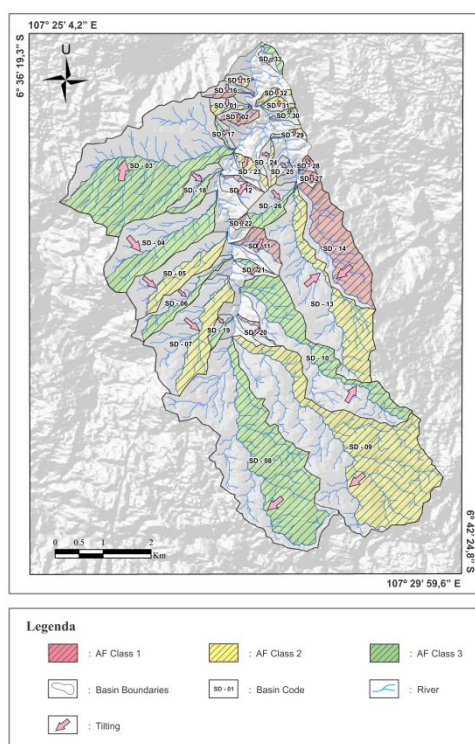 107° 25' 4,2" E
U
SD - 33
SD - 15
SD - 16
SD - 32
SD - 01
SD - 31
SD - 02
SD - 30
SD - 17
SD - 29
SD - 03
SD - 24
SD - 23
SD - 25
SD - 28
SD - 27
SD - 18
SD - 12
SD - 26
SD - 22
SD - 04
SD - 11
SD - 14
SD - 05
SD - 21
SD - 06
SD - 13
SD - 19
SD - 20
SD - 07
SD - 10
SD - 09
SD - 08
6° 42' 24,8" S
0 0.5 1 2
Km
107° 29' 59,6" E
Legenda
: AF Class 1 : AF Class 2 : AF Class 3
: Basin Boundaries SD - 01 : Basin Code : River
: Tilting